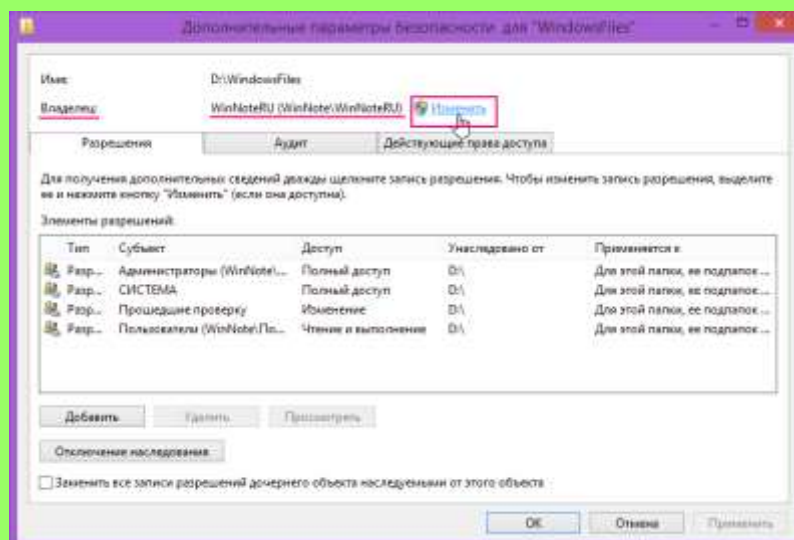 Дополнительные параметры безопасности для "WindowsFiles"
Имя: D:\WindowsFiles
Владелец: WinNoteRU (WinNote\WinNoteRU) Изменить
Разрешения Аудит Действующие права доступа
Для получения дополнительных сведений дважды щелкните запись разрешения. Чтобы изменить запись разрешения, выделите
ее и нажмите кнопку "Изменить" (если она доступна).
Элементы разрешений:
Тип Субъект Доступ Унаследовано от Применяется к
Разр... Администраторы (WinNote\... Полный доступ D:\ Для этой папки, ее подпапок ...
Разр... СИСТЕМА Полный доступ D:\ Для этой папки, ее подпапок ...
Разр... Прошедшие проверку Изменение D:\ Для этой папки, ее подпапок ...
Разр... Пользователи (WinNote\По... Чтение и выполнение D:\ Для этой папки, ее подпапок ...
Добавить Удалить Просмотреть
Отключение наследования
Заменить все записи разрешений дочернего объекта наследуемыми от этого объекта
ОК Отмена Применить